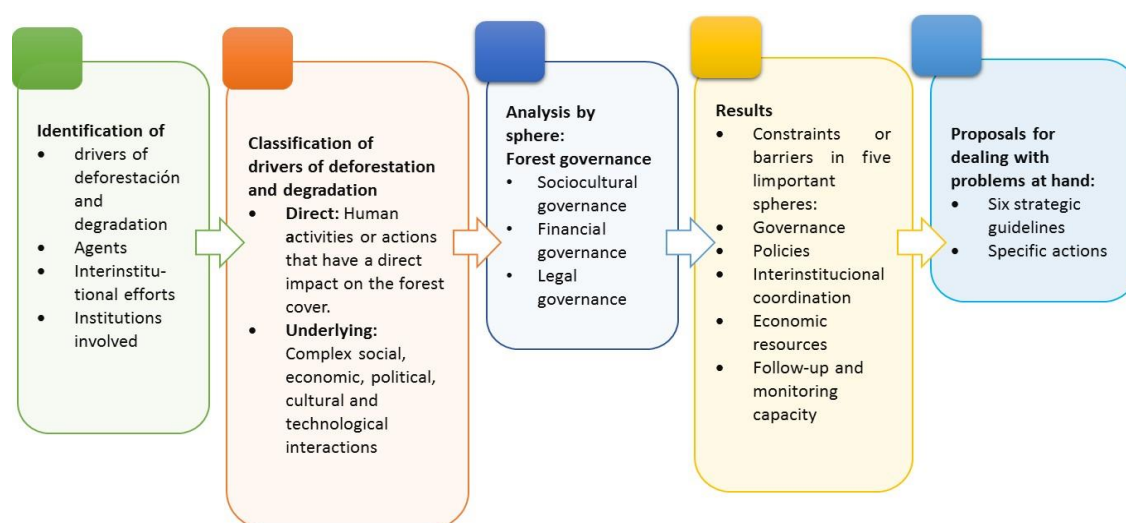 Identification of
• drivers of
deforestación
and
degradation
• Agents
• Interinstitu-
tional efforts
• Institutions
involved
Classification of
drivers of deforestation
and degradation
• Direct: Human
activities or actions
that have a direct
impact on the forest
cover.
• Underlying:
Complex social,
economic, political,
cultural and
technological
interactions
Analysis by
sphere:
Forest governance
• Sociocultural
governance
• Financial
governance
• Legal
governance
Results
• Constraints or
barriers in five
limportant
spheres:
• Governance
• Policies
• Interinstitucional
coordination
• Economic
resources
• Follow-up and
monitoring
capacity
Proposals for
dealing with
problems at hand:
• Six strategic
guidelines
• Specific actions